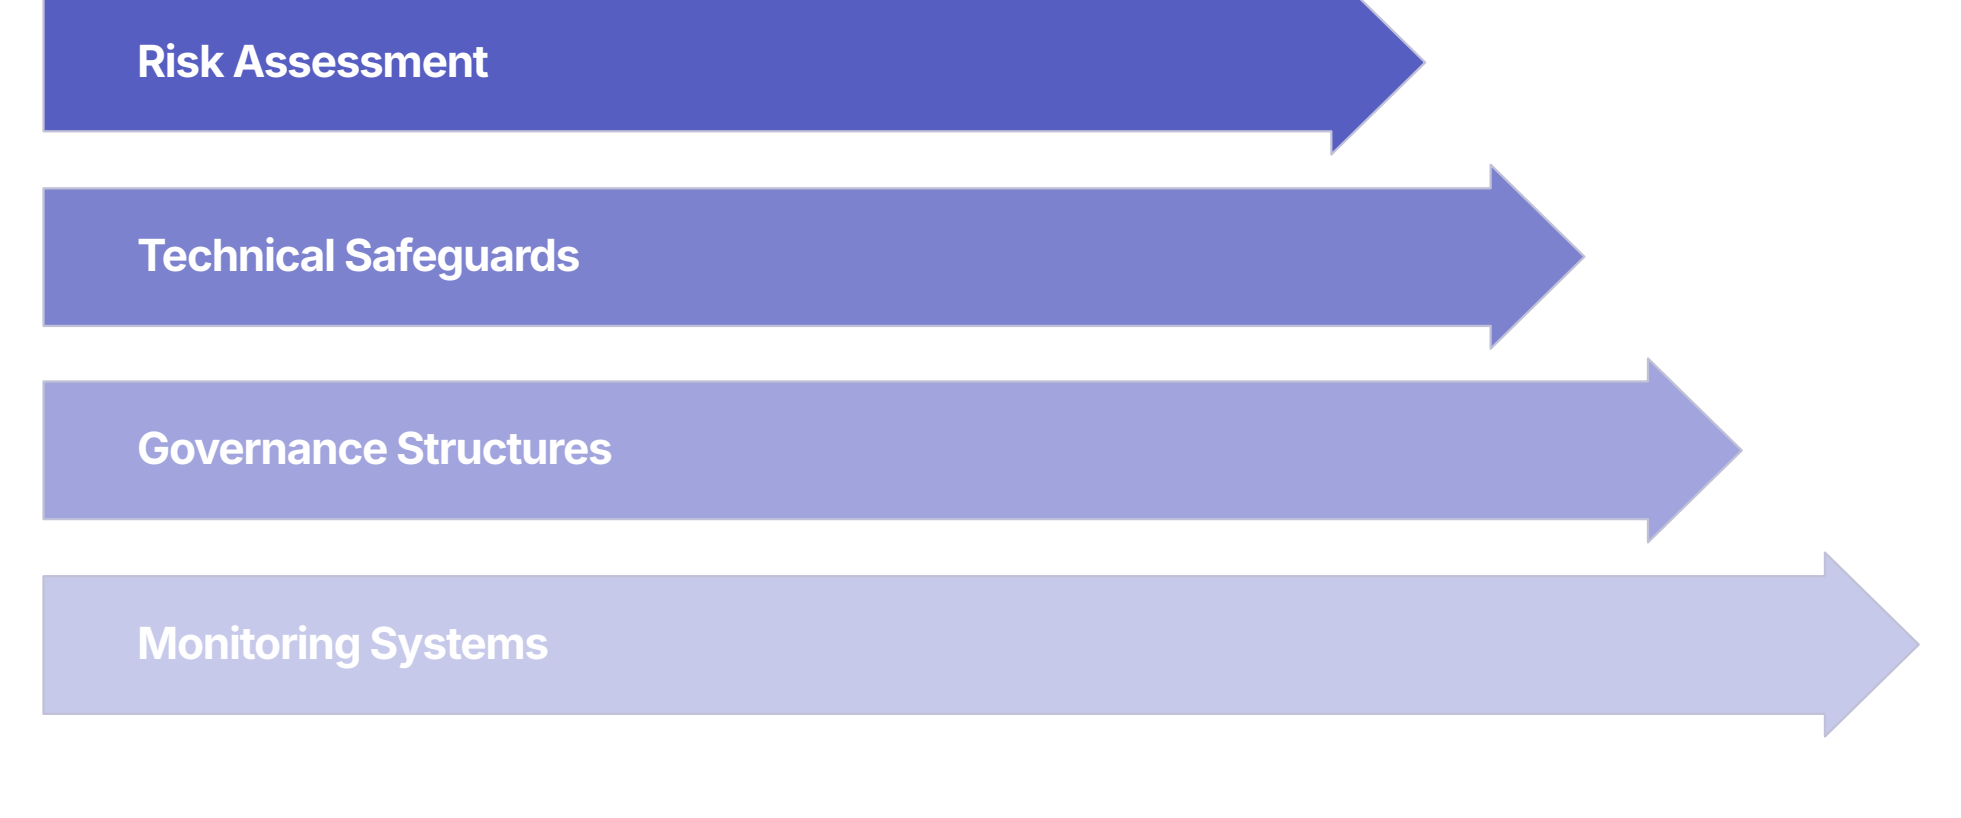 Risk Assessment
Technical Safeguards
Governance Structures
Monitoring Systems